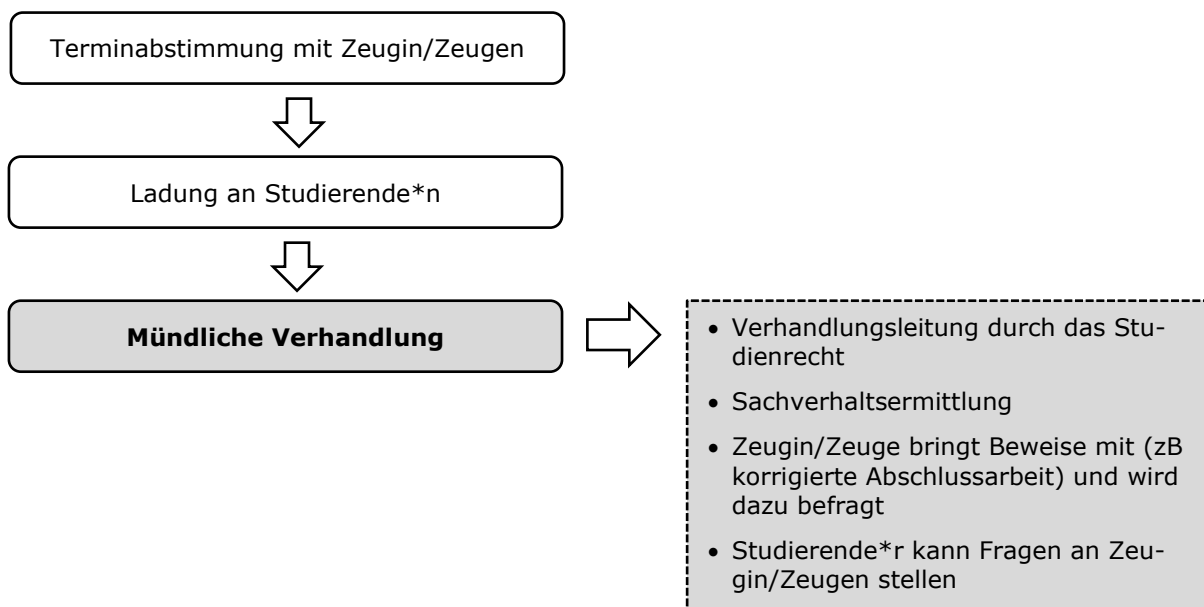 Terminabstimmung mit Zeugin/Zeugen
Ladung an Studierende*n
Mündliche Verhandlung
• Verhandlungsleitung durch das Stu-
dienrecht
• Sachverhaltsermittlung
• Zeugin/Zeuge bringt Beweise mit (zB
korrigierte Abschlussarbeit) und wird
dazu befragt
• Studierende*r kann Fragen an Zeu-
gin/Zeugen stellen